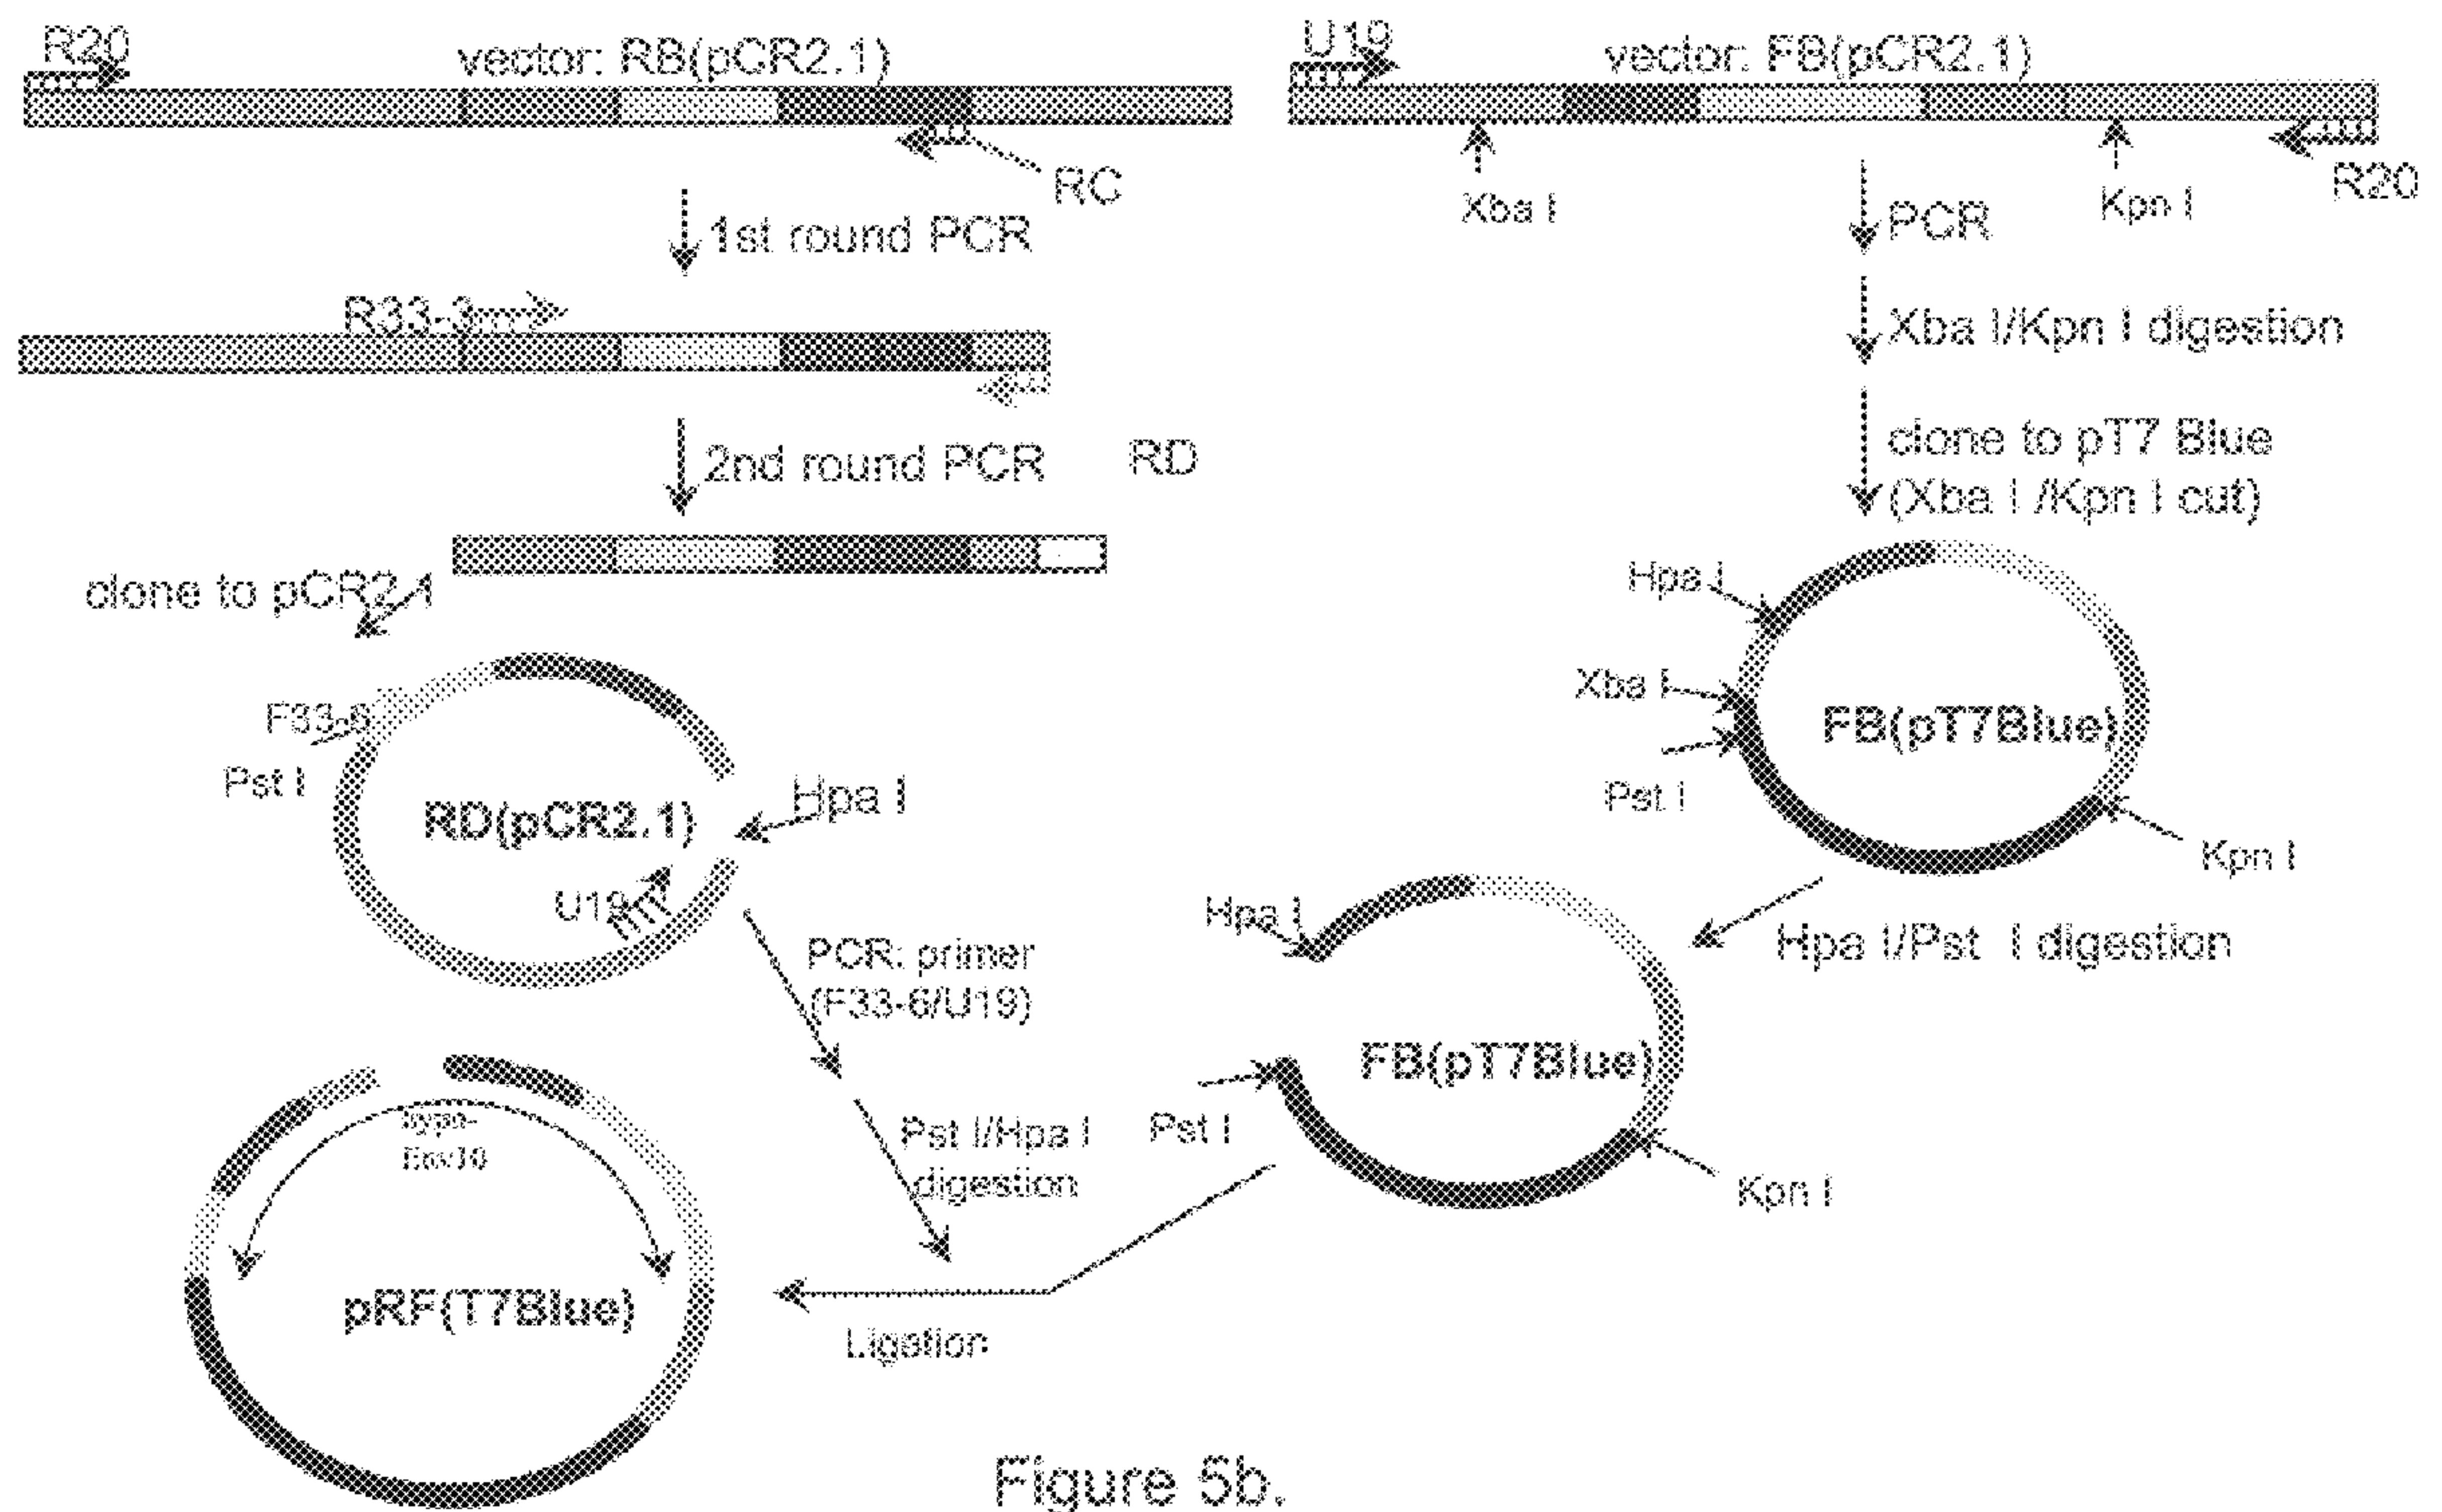 R20
vector: RB(pCR2.1)
RC
1st round PCR
R33-3
2nd round PCR
RD
clone to pCR2.1
F33-6
Pst I
RD(pCR2.1)
Hpa I
U19
PCR: primer
(F33-6/U19)
Pst I/Hpa I
digestion
U19
vector: FB(pCR2.1)
Xba I
Kpn I
R20
PCR
Xba I/Kpn I digestion
clone to pT7 Blue
(Xba I /Kpn I cut)
Hpa I
Xba I
Pst I
FB(pT7Blue)
Kpn I
Hpa I/Pst I digestion
Hpa I
Pst I
FB(pT7Blue)
Kpn I
Ligation
pRF(T7Blue)
Figure 5b.